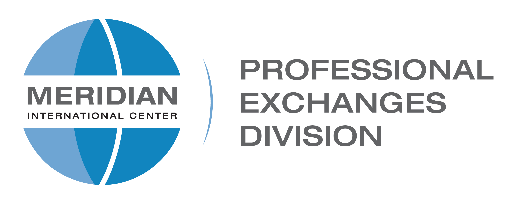 MERIDIAN
INTERNATIONAL CENTER
PROFESSIONAL
EXCHANGES
DIVISION